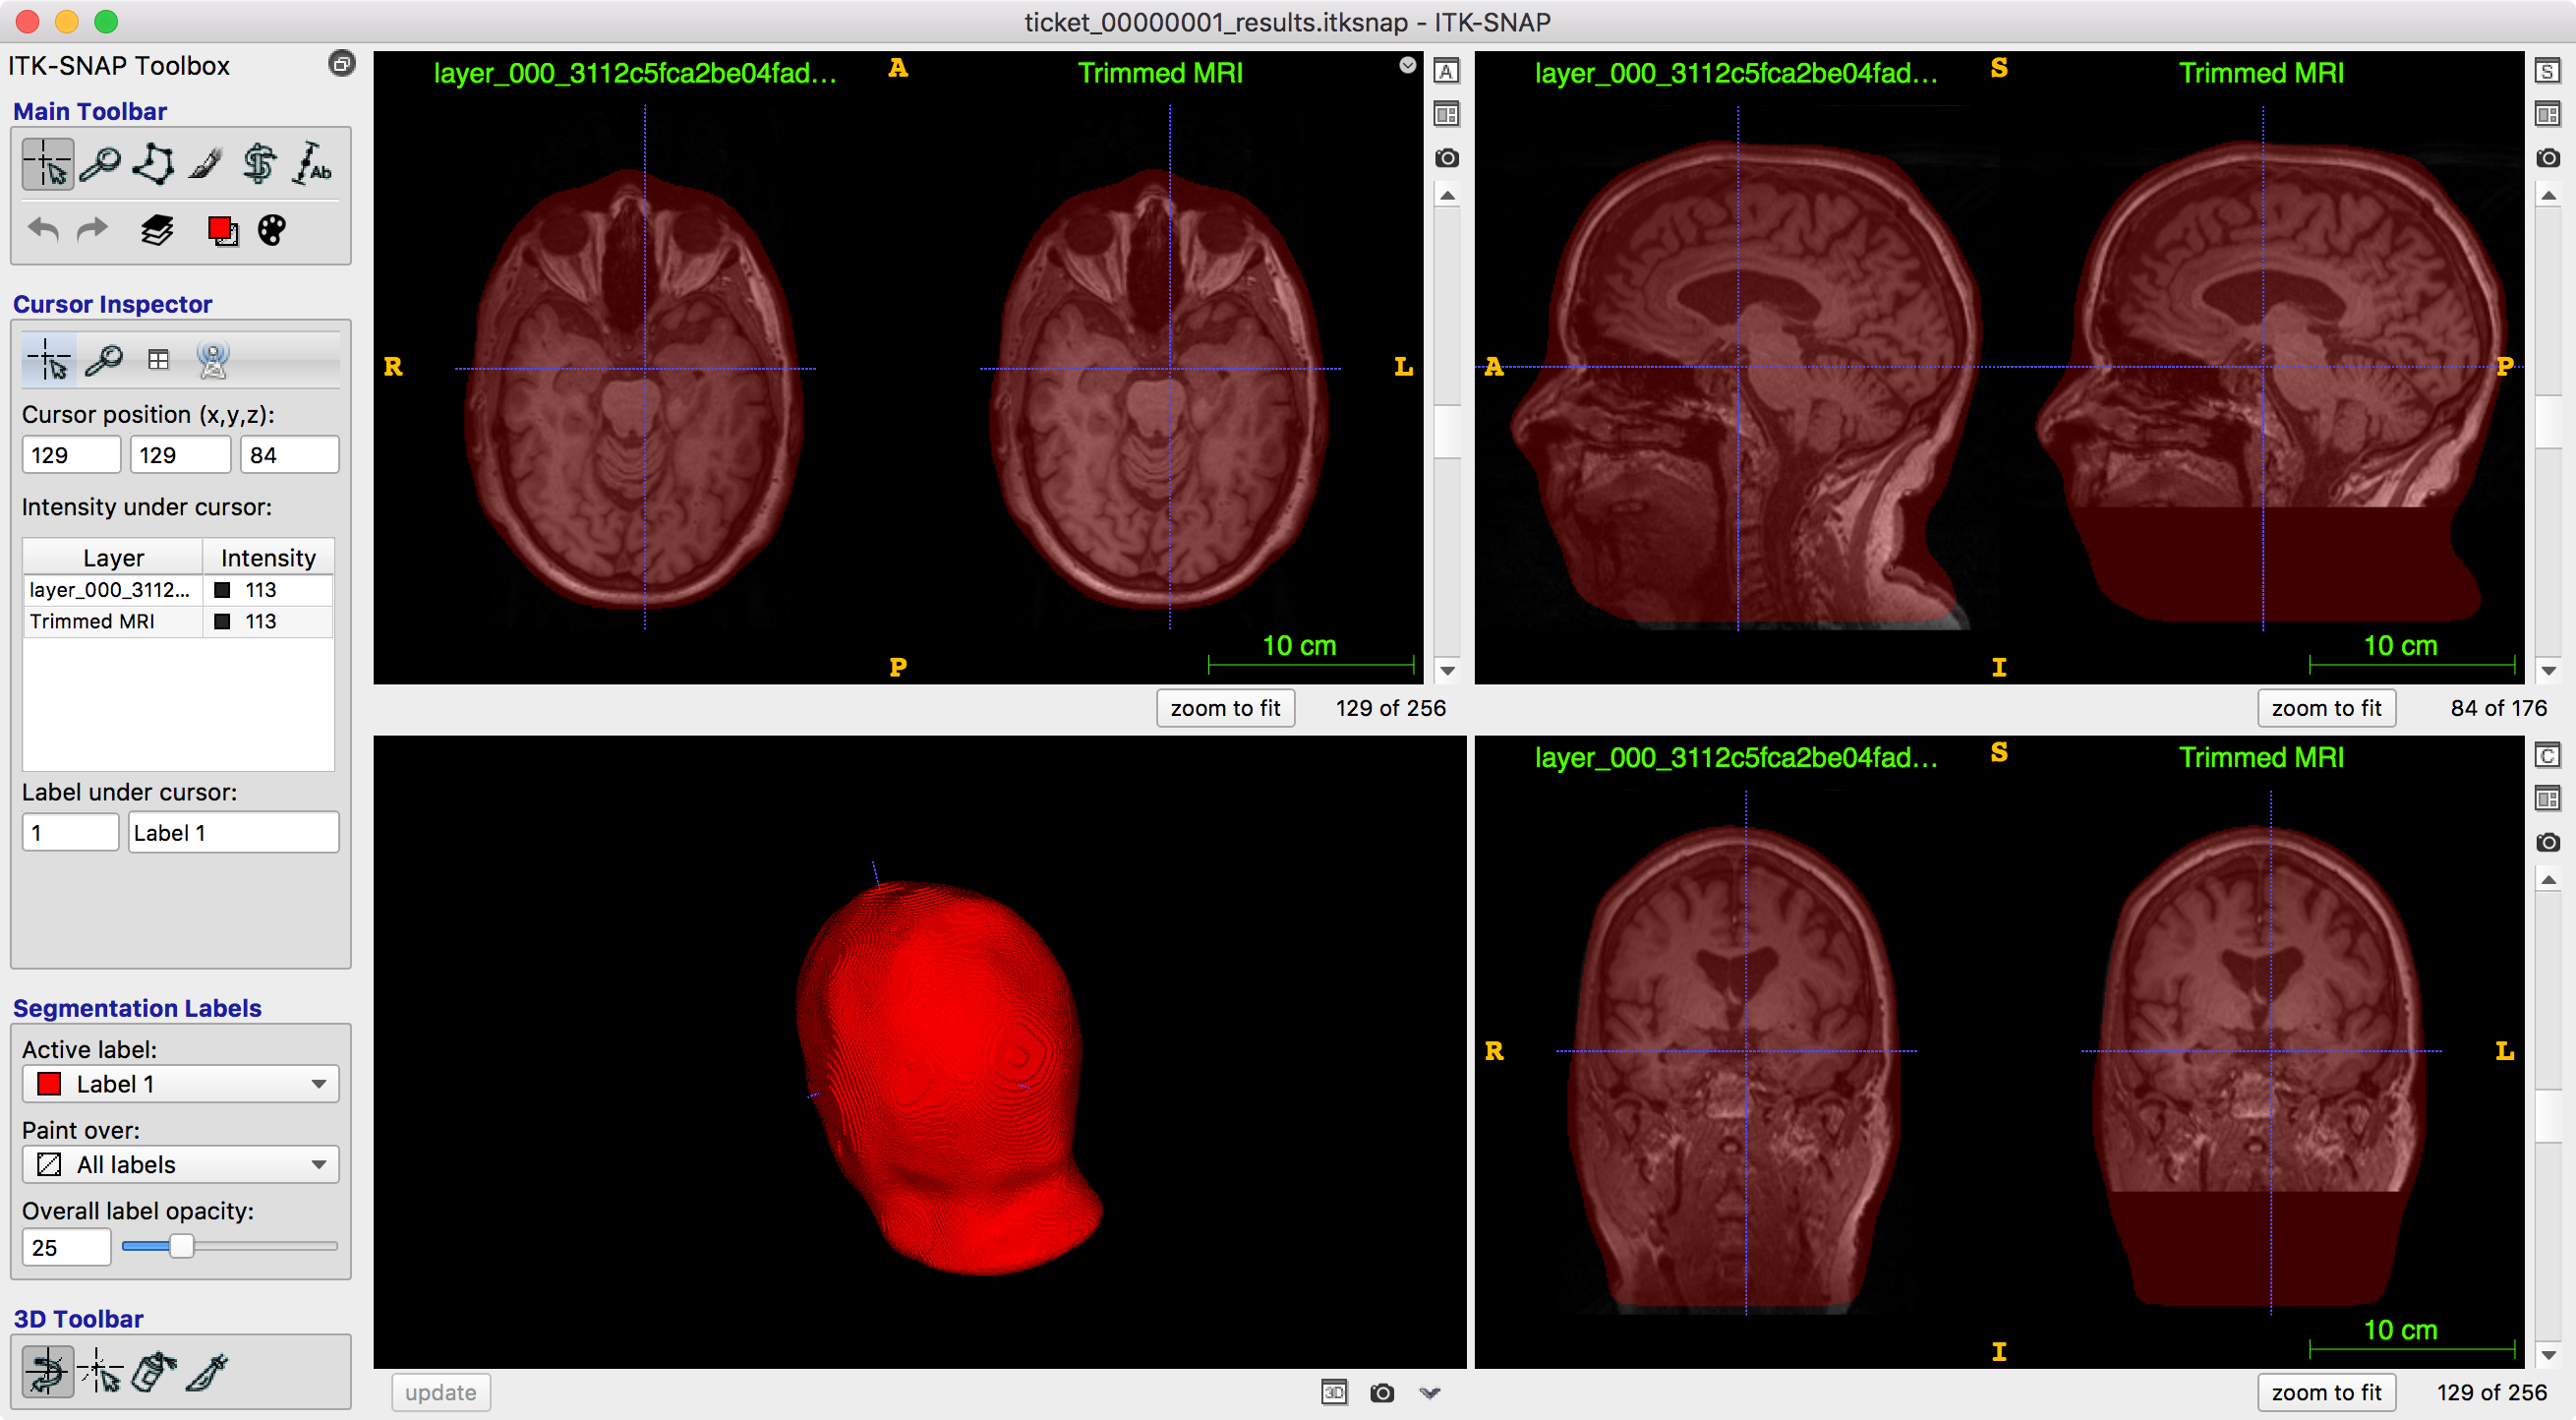 ticket_00000001_results.itksnap - ITK-SNAP
ITK-SNAP Toolbox
Main Toolbar
Ab
Cursor Inspector
Cursor position (x,y,z):
129 129 84
Intensity under cursor:
Layer Intensity
layer_000_3112... 113
Trimmed MRI 113
Label under cursor:
1 Label 1
Segmentation Labels
Active label:
Label 1
Paint over:
All labels
Overall label opacity:
25
3D Toolbar
layer_000_3112c5fca2be04fad... A Trimmed MRI
A
R L
10 cm
P
zoom to fit 129 of 256
layer_000_3112c5fca2be04fad... S Trimmed MRI
S
A P
10 cm
I
zoom to fit 84 of 176
update 3D
layer_000_3112c5fca2be04fad... S Trimmed MRI
C
R L
10 cm
I
zoom to fit 129 of 256